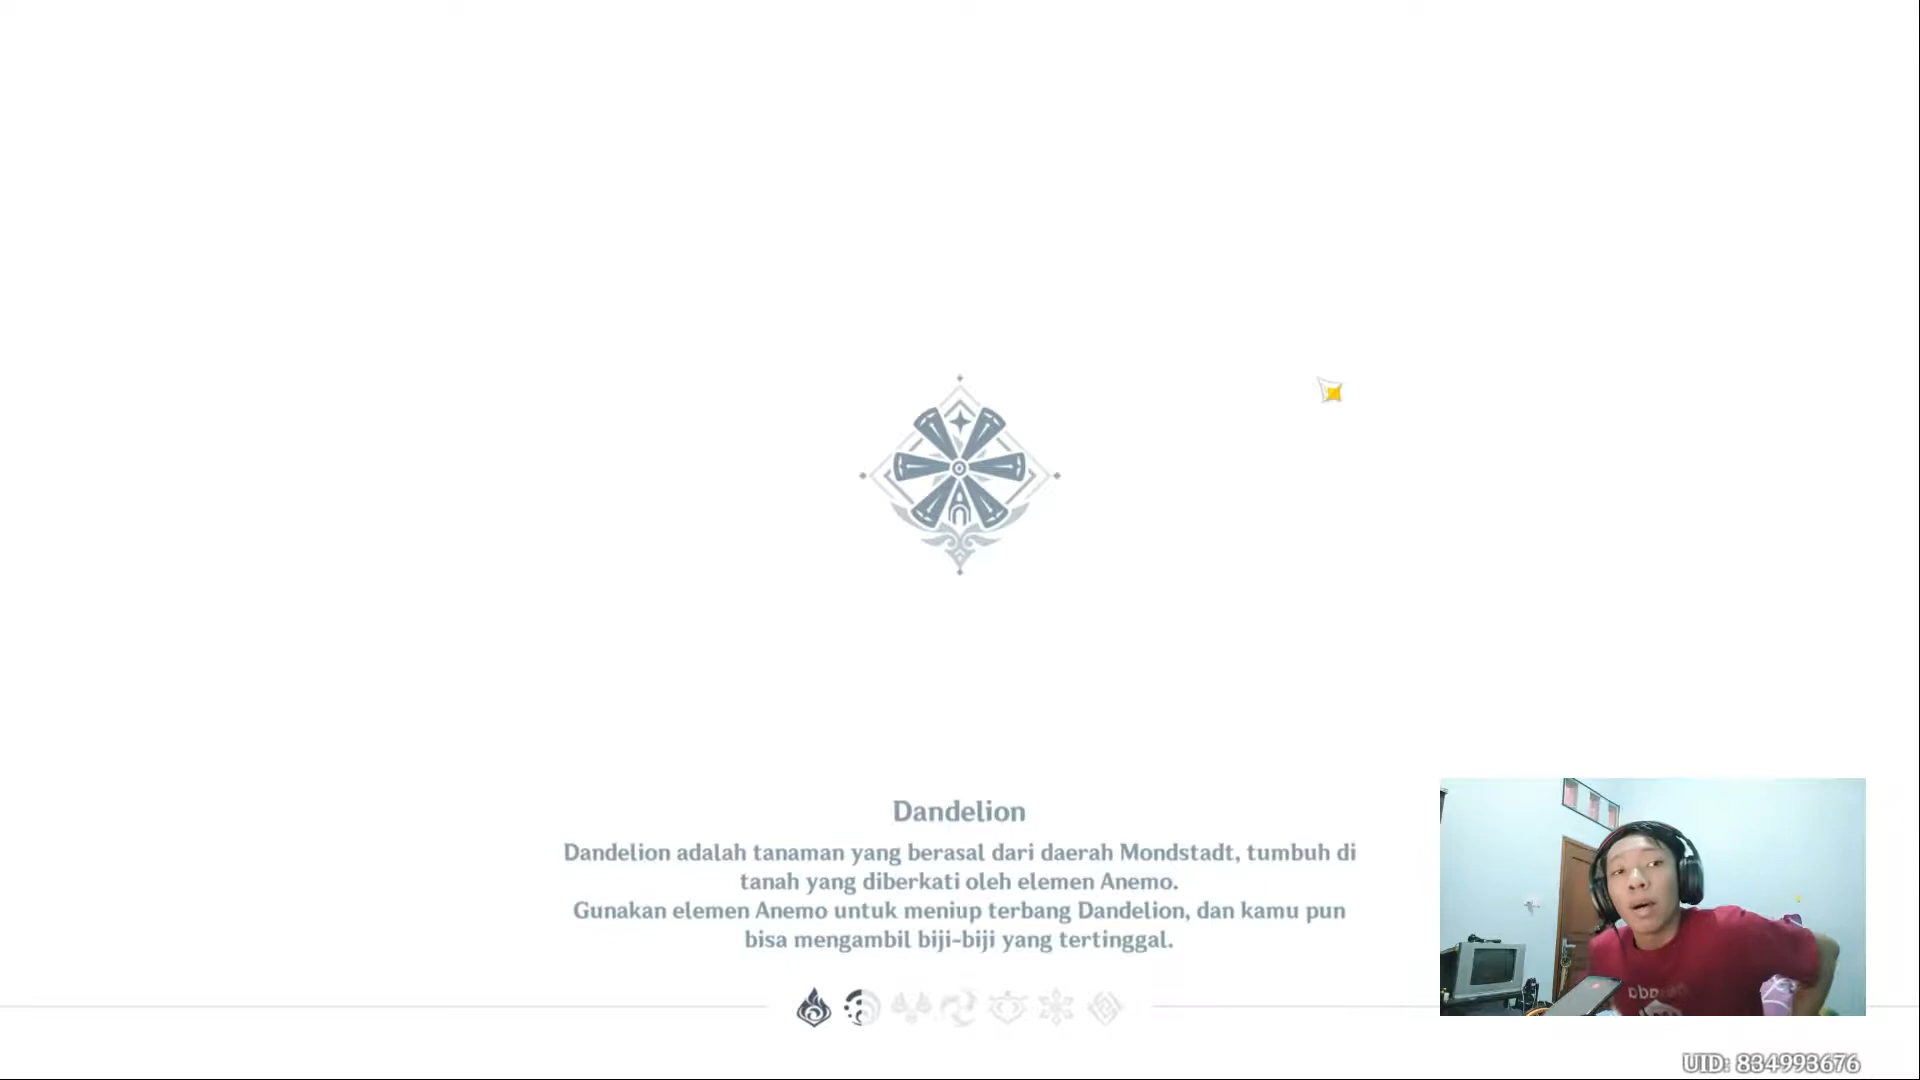 Dandelion
Dandelion adalah tanaman yang berasal dari daerah Mondstadt, tumbuh di
tanah yang diberkati oleh elemen Anemo.
Gunakan elemen Anemo untuk meniup terbang Dandelion, dan kamu pun
bisa mengambil biji-biji yang tertinggal.
UID: 834993676